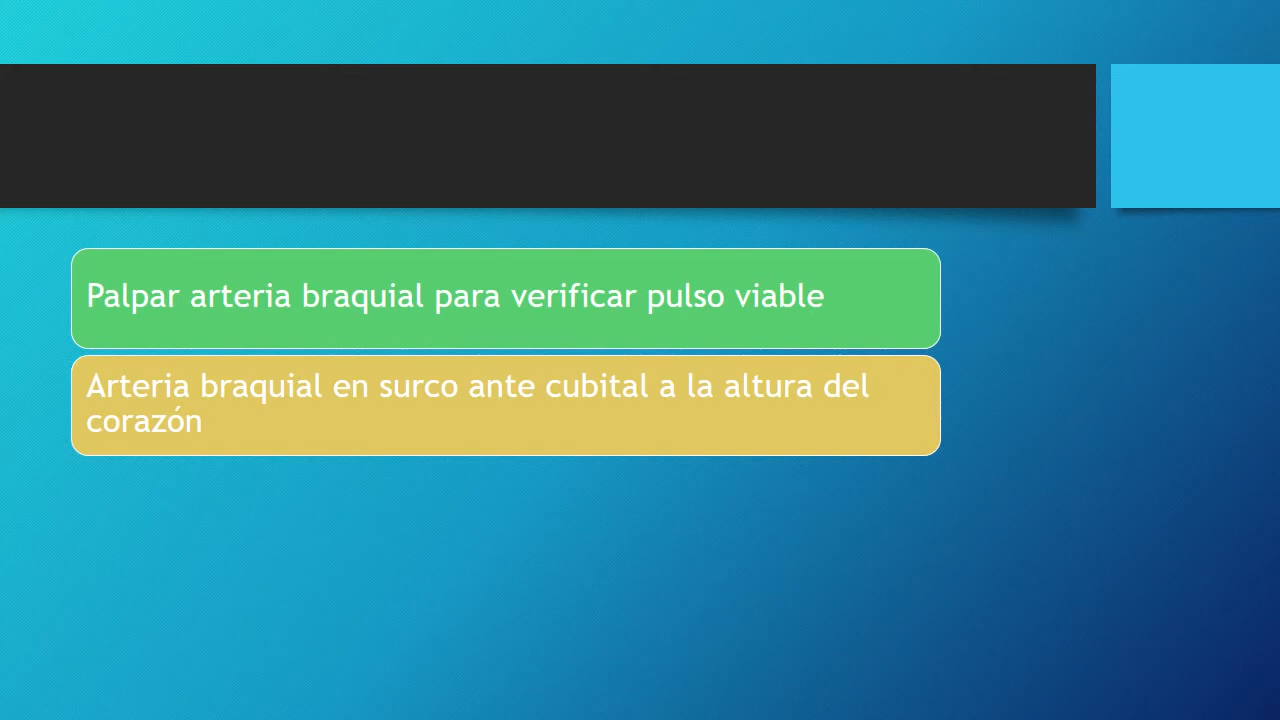 Palpar arteria braquial para verificar pulso viable
Arteria braquial en surco ante cubital a la altura del
corazón